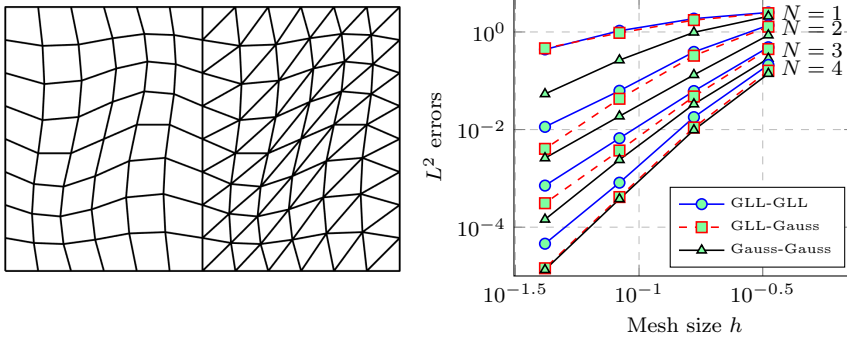 10^0
10^−2
10^−4
L^2 errors
N = 1
N = 2
N = 3
N = 4
GLL-GLL
GLL-Gauss
Gauss-Gauss
10^−1.5
10^−1
10^−0.5
Mesh size h